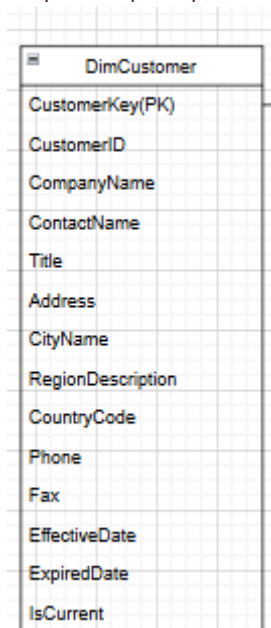 DimCustomer
CustomerKey(PK)
CustomerID
CompanyName
ContactName
Title
Address
CityName
RegionDescription
CountryCode
Phone
Fax
EffectiveDate
ExpiredDate
IsCurrent